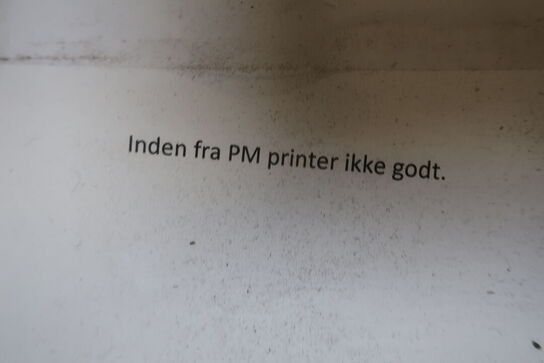 Inden fra PM printer ikke godt.